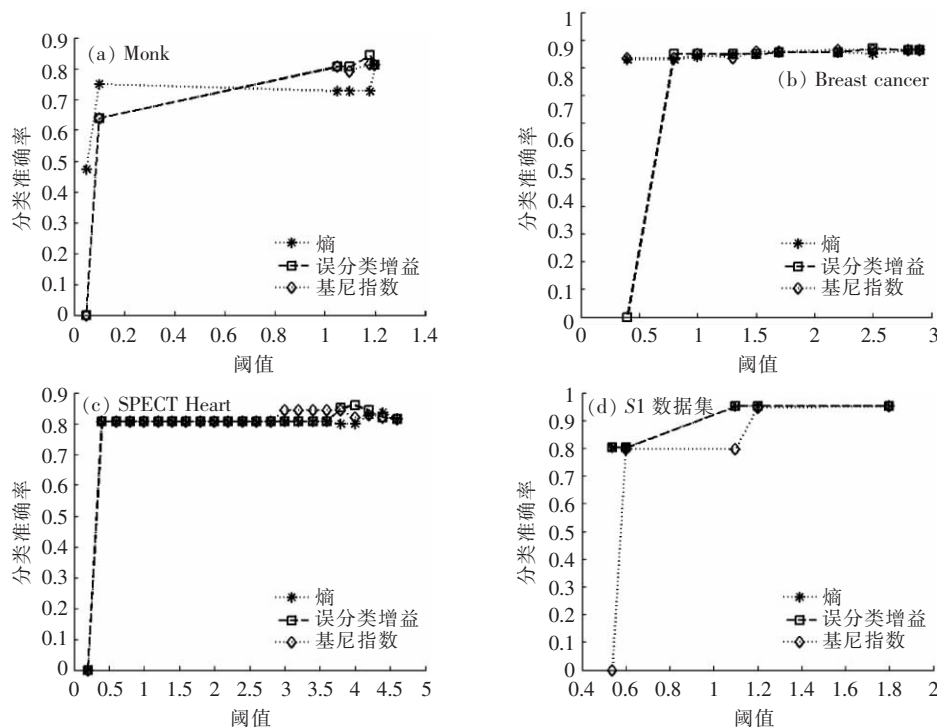 (a) Monk
0.9
0.8
0.7
0.6
0.5
0.4
0.3
0.2
0.1
0
分类准确率
熵
误分类增益
基尼指数
0 0.2 0.4 0.6 0.8 1 1.2 1.4
阈值
(b) Breast cancer
1
0.9
0.8
0.7
0.6
0.5
0.4
0.3
0.2
0.1
0
分类准确率
熵
误分类增益
基尼指数
0 0.5 1 1.5 2 2.5 3
阈值
(c) SPECT Heart
0.9
0.8
0.7
0.6
0.5
0.4
0.3
0.2
0.1
0
分类准确率
熵
误分类增益
基尼指数
0 0.5 1 1.5 2 2.5 3 3.5 4 4.5 5
阈值
(d) S1 数据集
1
0.9
0.8
0.7
0.6
0.5
0.4
0.3
0.2
0.1
0
分类准确率
熵
误分类增益
基尼指数
0.4 0.6 0.8 1 1.2 1.4 1.6 1.8 2
阈值